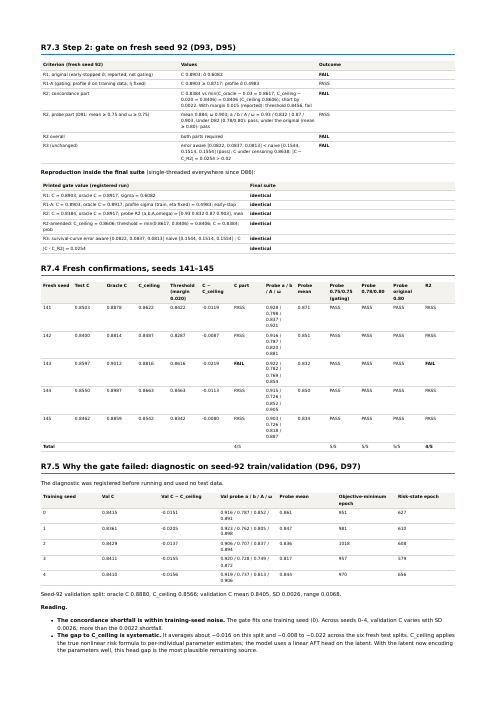 R7.3 Step 2: gate on fresh seed 92 (D93, D95)
Criterion (fresh seed 92) Values Outcome
R1, original (early-stopped σ̂; reported, not gating) C 0.8903; σ̂ 0.6082 FAIL
R1-A (gating; profile σ̂ on training data, η fixed) C 0.8903 ≥ 0.8717; profile σ̂ 0.4983 PASS
R2, concordance part C 0.8384 vs min(C_oracle − 0.03 = 0.8617, C_ceiling − FAIL
0.020 = 0.8406) = 0.8406 (C_ceiling 0.8606); short by
0.0022. With margin 0.015 (reported): threshold 0.8456, fail
R2, probe part (D91: mean ≥ 0.75 and ω ≥ 0.75) mean 0.884; ω 0.903; a / b / Λ / ω = 0.93 / 0.832 / 0.87 / PASS
0.903. Under D82 (0.78/0.80): pass; under the original (mean
≥ 0.80): pass
R2 overall both parts required FAIL
R3 (unchanged) error aware [0.0822, 0.0837, 0.0813] < naive [0.1544, FAIL
0.1514, 0.1554] (pass). C under censoring 0.8638; |C −
C_R2| = 0.0254 > 0.02
Reproduction inside the final suite (single-threaded everywhere since D86):
Printed gate value (registered run) Final suite
R1: C = 0.8903, oracle C = 0.8917, sigma = 0.6082 identical
R1-A: C = 0.8903, oracle C = 0.8917, profile sigma (train, eta fixed) = 0.4983; early-stop identical
R2: C = 0.8384, oracle C = 0.8917; probe R2 (a,b,A,omega) = [0.93 0.832 0.87 0.903], mea identical
R2-amended: C_ceiling = 0.8606; threshold = min(0.8617, 0.8406) = 0.8406; C = 0.8384; identical
prob
R3: survival-curve error aware [0.0822, 0.0837, 0.0813] naive [0.1544, 0.1514, 0.1554] ; C identical
|C - C_R2| = 0.0254 identical
R7.4 Fresh confirmations, seeds 141–145
Fresh seed Test C Oracle C C_ceiling Threshold C − C part Probe a / b Probe Probe Probe Probe R2
(margin C_ceiling / Λ / ω mean 0.75/0.75 0.78/0.80 original
0.020) (gating) 0.80
141 0.8503 0.8878 0.8622 0.8422 -0.0119 PASS 0.928 / 0.871 PASS PASS PASS PASS
0.798 /
0.837 /
0.921
142 0.8400 0.8814 0.8487 0.8287 -0.0087 PASS 0.916 / 0.851 PASS PASS PASS PASS
0.787 /
0.820 /
0.881
143 0.8597 0.9012 0.8816 0.8616 -0.0219 FAIL 0.922 / 0.832 PASS PASS PASS FAIL
0.782 /
0.769 /
0.854
144 0.8550 0.8987 0.8663 0.8463 -0.0113 PASS 0.915 / 0.850 PASS PASS PASS PASS
0.726 /
0.852 /
0.905
145 0.8462 0.8859 0.8542 0.8342 -0.0080 PASS 0.903 / 0.834 PASS PASS PASS PASS
0.726 /
0.818 /
0.887
Total 4/5 5/5 5/5 5/5 4/5
R7.5 Why the gate failed: diagnostic on seed-92 train/validation (D96, D97)
The diagnostic was registered before running and used no test data.
Training seed Val C Val C − C_ceiling Val probe a / b / Λ / ω Probe mean Objective-minimum Risk-state epoch
epoch
0 0.8415 -0.0151 0.916 / 0.787 / 0.852 / 0.861 951 627
0.891
1 0.8361 -0.0205 0.923 / 0.762 / 0.805 / 0.847 981 610
0.898
2 0.8429 -0.0137 0.906 / 0.707 / 0.837 / 0.836 1018 608
0.894
3 0.8411 -0.0155 0.920 / 0.728 / 0.749 / 0.817 957 579
0.872
4 0.8410 -0.0156 0.919 / 0.737 / 0.813 / 0.844 970 656
0.906
Seed-92 validation split: oracle C 0.8880, C_ceiling 0.8566; validation C mean 0.8405, SD 0.0026, range 0.0068.
Reading.
• The concordance shortfall is within training-seed noise. The gate fits one training seed (0). Across seeds 0–4, validation C varies with SD
0.0026, more than the 0.0022 shortfall.
• The gap to C_ceiling is systematic. It averages about −0.016 on this split and −0.008 to −0.022 across the six fresh test splits. C_ceiling applies
the true nonlinear risk formula to per-individual parameter estimates; the model uses a linear AFT head on the latent. With the latent now encoding
the parameters well, this head gap is the most plausible remaining source.